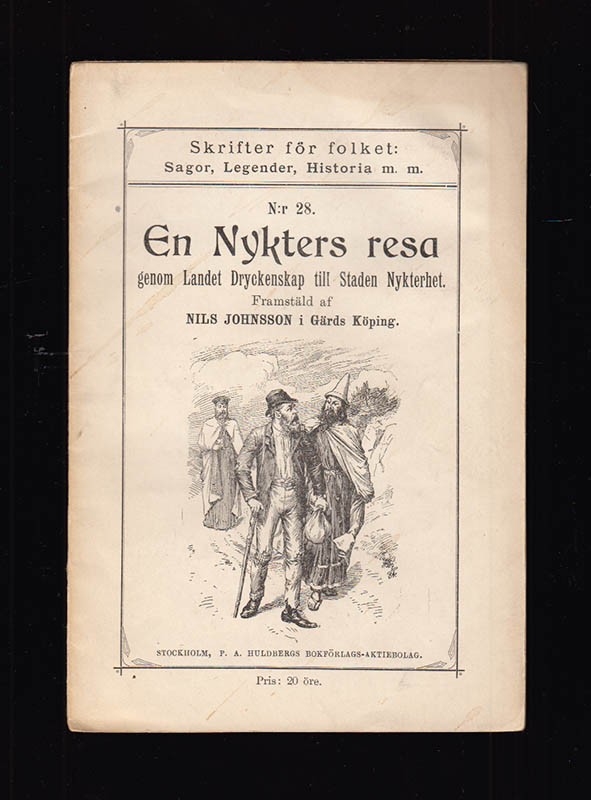 Skrifter för folket:
Sagor, Legender, Historia m. m.
N:r 28.
En Nykters resa
genom Landet Dryckenskap till Staden Nykterhet.
Framstäld af
NILS JOHNSSON i Gärds Köping.
STOCKHOLM, P. A. HULDBERGS BOKFÖRLAGS-AKTIEBOLAG.
Pris: 20 öre.